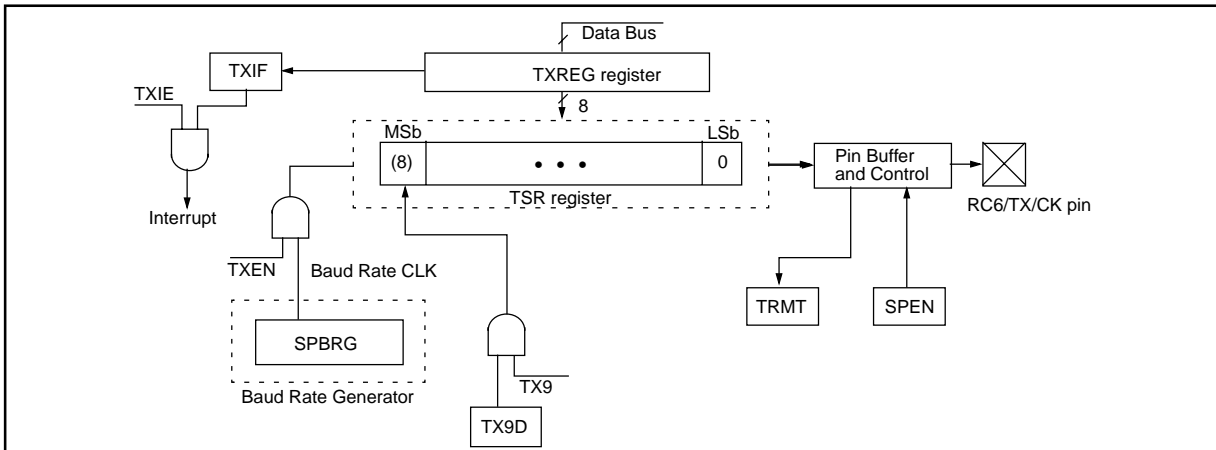 Data Bus
TXIF
TXREG register
TXIE
8
MSb
LSb
(8)
• • •
0
Pin Buffer
and Control
TSR register
Interrupt
RC6/TX/CK pin
TXEN
Baud Rate CLK
TRMT
SPEN
SPBRG
TX9
Baud Rate Generator
TX9D